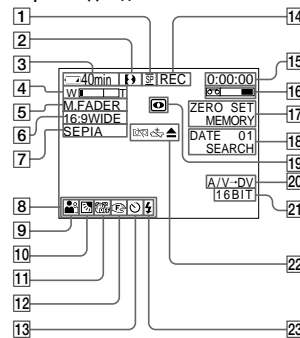 1
2
3
4
5
6
7
8
9
10
11
12
13
14
15
16
17
18
19
20
21
22
23
40min
SP
REC
0:00:00
W T
M.FADER
16:9WIDE
SEPIA
ZERO SET
MEMORY
DATE 01
SEARCH
A/V→DV
16BIT